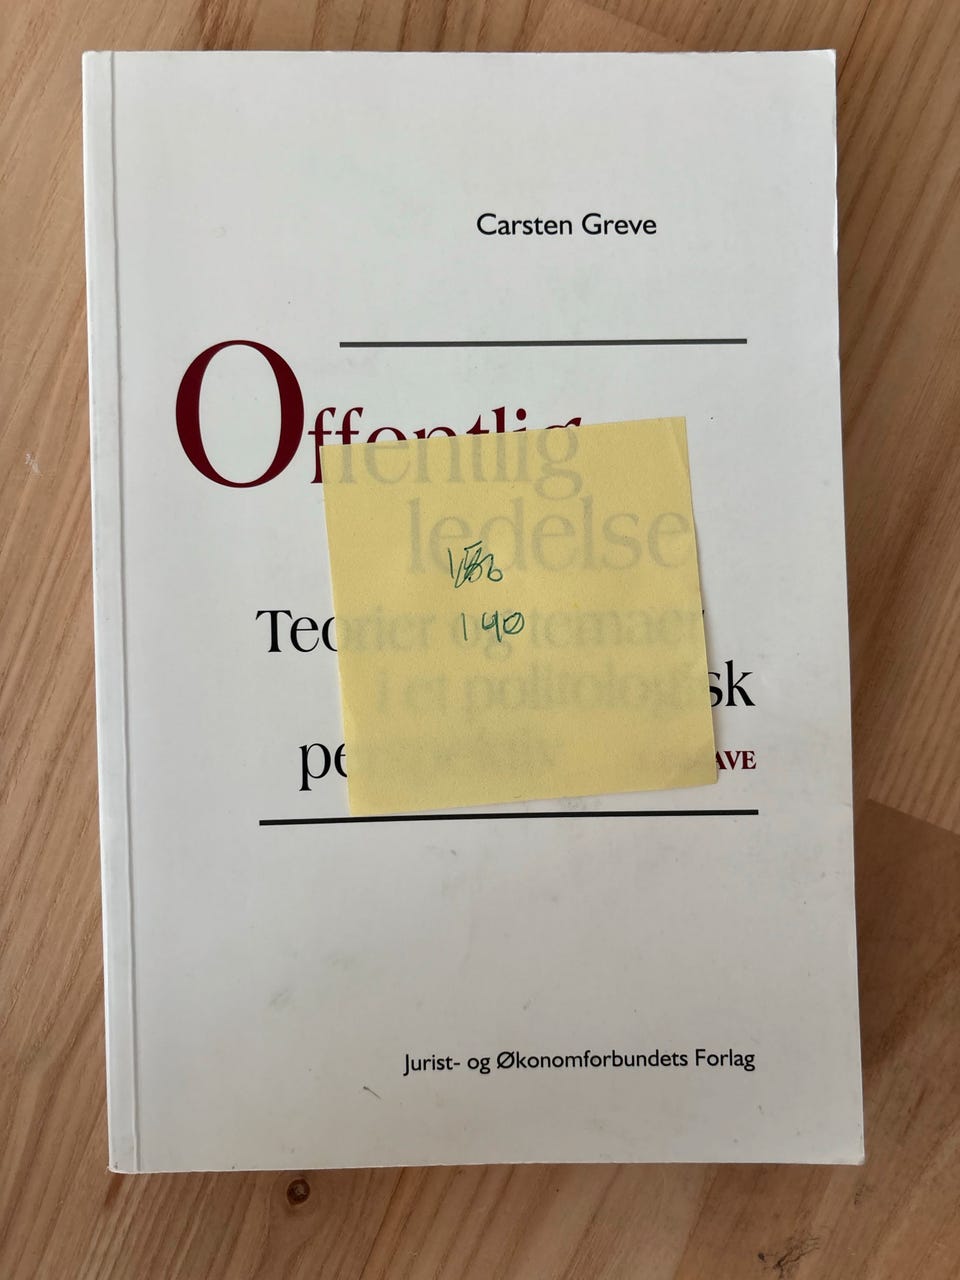 Carsten Greve
Offentlig
ledelse
Teorier og temaer
i et politologisk
140
Jurist- og Økonomforbundets Forlag